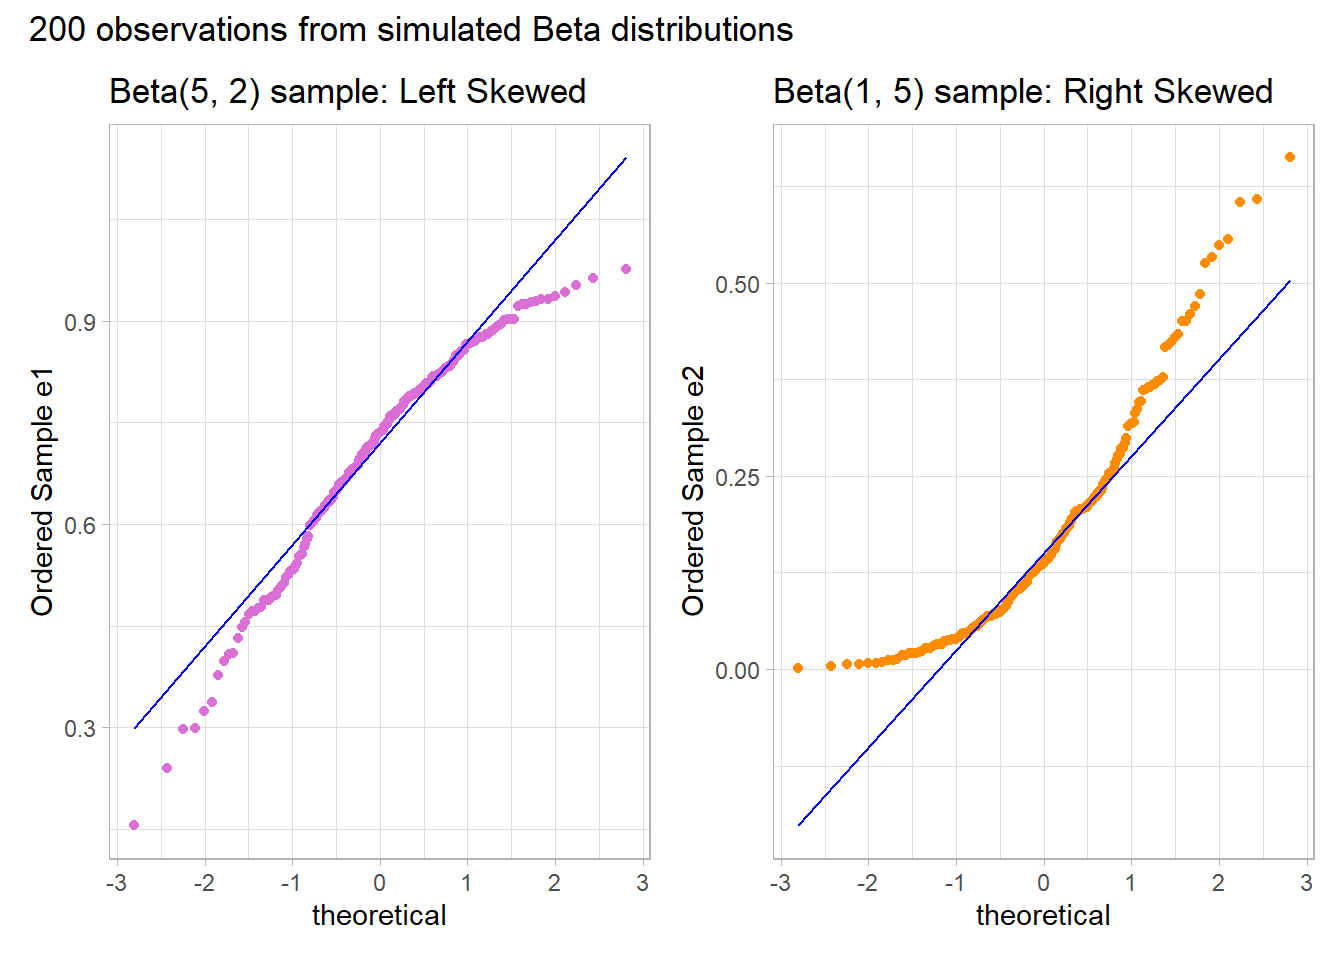 200 observations from simulated Beta distributions
Beta(5, 2) sample: Left Skewed
Ordered Sample e1
0.9
0.6
0.3
-3 -2 -1 0 1 2 3
theoretical
Beta(1, 5) sample: Right Skewed
Ordered Sample e2
0.50
0.25
0.00
-3 -2 -1 0 1 2 3
theoretical